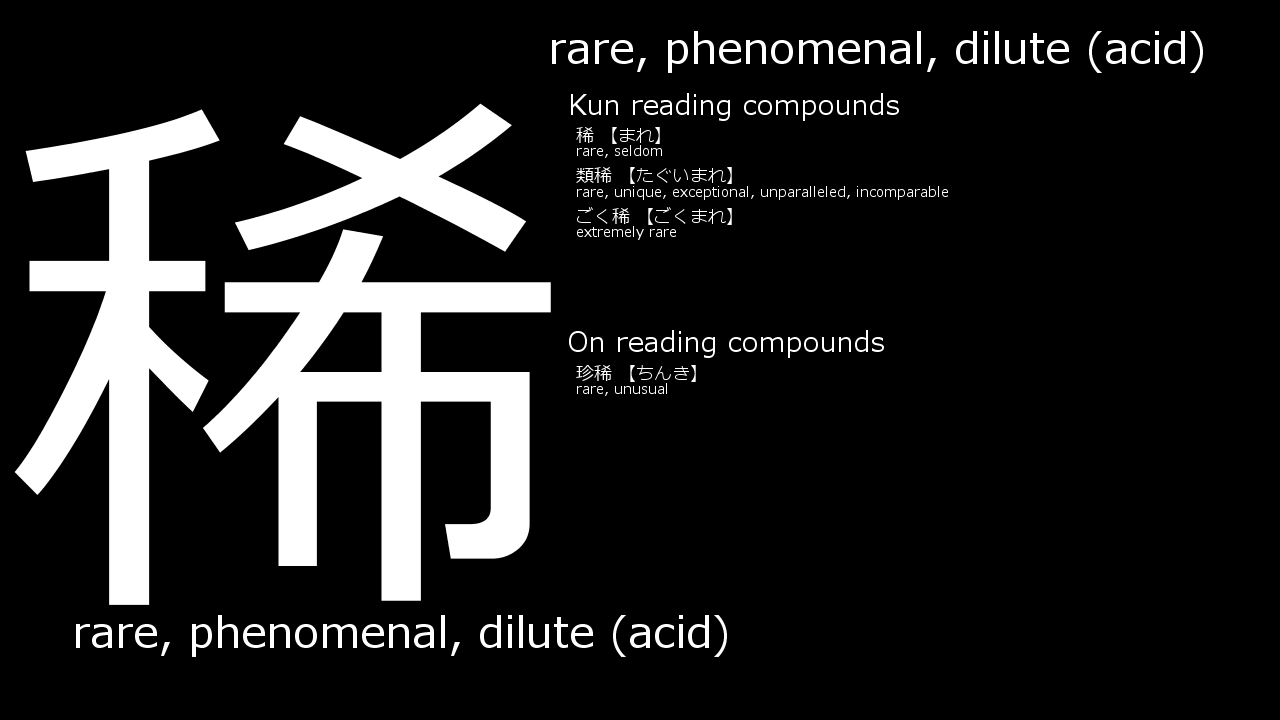 rare, phenomenal, dilute (acid)
稀
Kun reading compounds
稀 【まれ】
rare, seldom
類稀 【たぐいまれ】
rare, unique, exceptional, unparalleled, incomparable
ごく稀 【ごくまれ】
extremely rare
On reading compounds
珍稀 【ちんき】
rare, unusual
rare, phenomenal, dilute (acid)